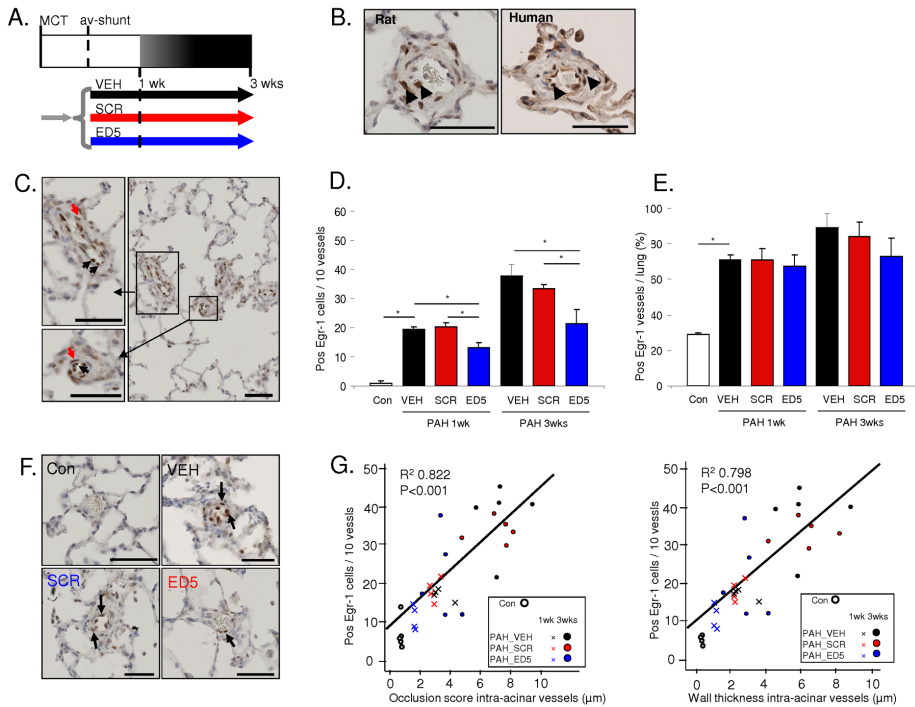 A.
MCT
av-shunt
1 wk
3 wks
VEH
SCR
ED5
B.
Rat
Human
C.
D.
Pos Egr-1 cells / 10 vessels
60
50
40
30
20
10
0
*
*
*
*
*
Con
VEH
SCR
ED5
VEH
SCR
ED5
PAH 1wk
PAH 3wks
E.
Pos Egr-1 vessels / lung (%)
100
80
60
40
20
0
*
Con
VEH
SCR
ED5
VEH
SCR
ED5
PAH 1wk
PAH 3wks
F.
Con
VEH
SCR
ED5
G.
R² 0.822
P<0.001
Pos Egr-1 cells / 10 vessls
50
40
30
20
10
0
0 2 4 6 8 10
Occlusion score intra-acinar vessels (μm)
Con
1wk 3wks
PAH_VEH
PAH_SCR
PAH_ED5
R² 0.798
P<0.001
Pos Egr-1 cells / 10 vessels
50
40
30
20
10
0
0 2 4 6 8 10
Wall thickness intra-acinar vessels (μm)
Con
1wk 3wks
PAH_VEH
PAH_SCR
PAH_ED5